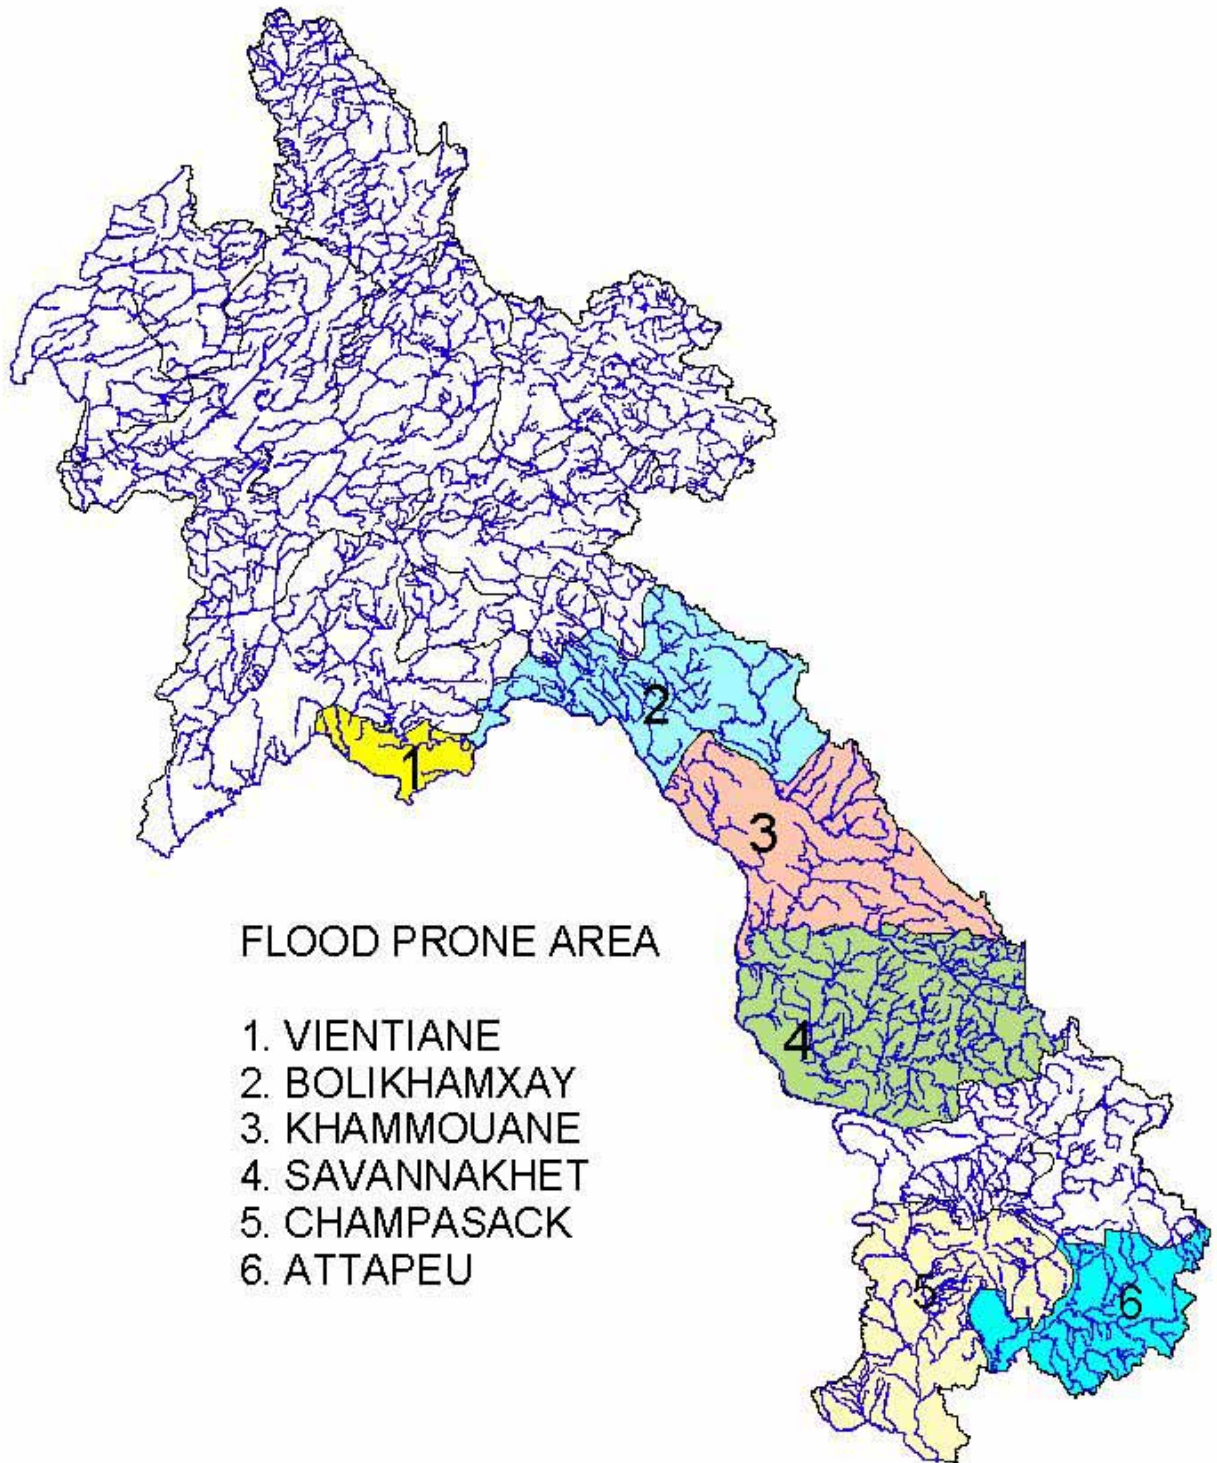 1
2
3
4
5
6
FLOOD PRONE AREA
1. VIENTIANE
2. BOLIKHAMXAY
3. KHAMMOUANE
4. SAVANNAKHET
5. CHAMPASACK
6. ATTAPEU